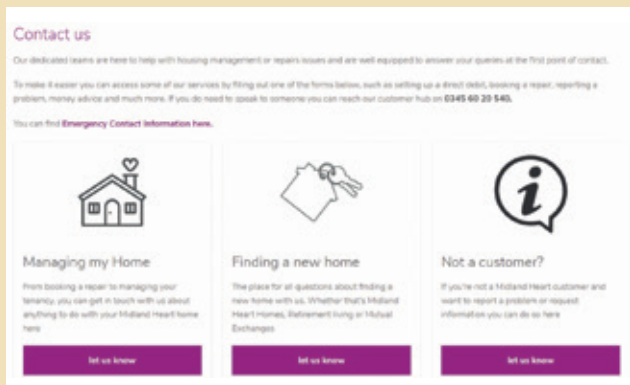 Contact us
Our dedicated teams are here to help with housing management or repairs issues and are well equipped to answer your queries at the first point of contact.
To make it easier you can access some of our services by filling out one of the forms below, such as setting up a direct debit, booking a repair, reporting a
problem, money advice and much more. If you do need to speak to someone you can reach our customer hub on 0345 60 20 540.
You can find Emergency Contact Information here.
Managing my Home
From booking a repair to managing your
tenancy, you can get in touch with us about
anything to do with your Midland Heart home
here
let us know
Finding a new home
The place for all questions about finding a
new home with us. Whether that's Midland
Heart Homes, Retirement living or Mutual
Exchanges
let us know
Not a customer?
If you're not a Midland Heart customer and
want to report a problem or request
information you can do so here
let us know